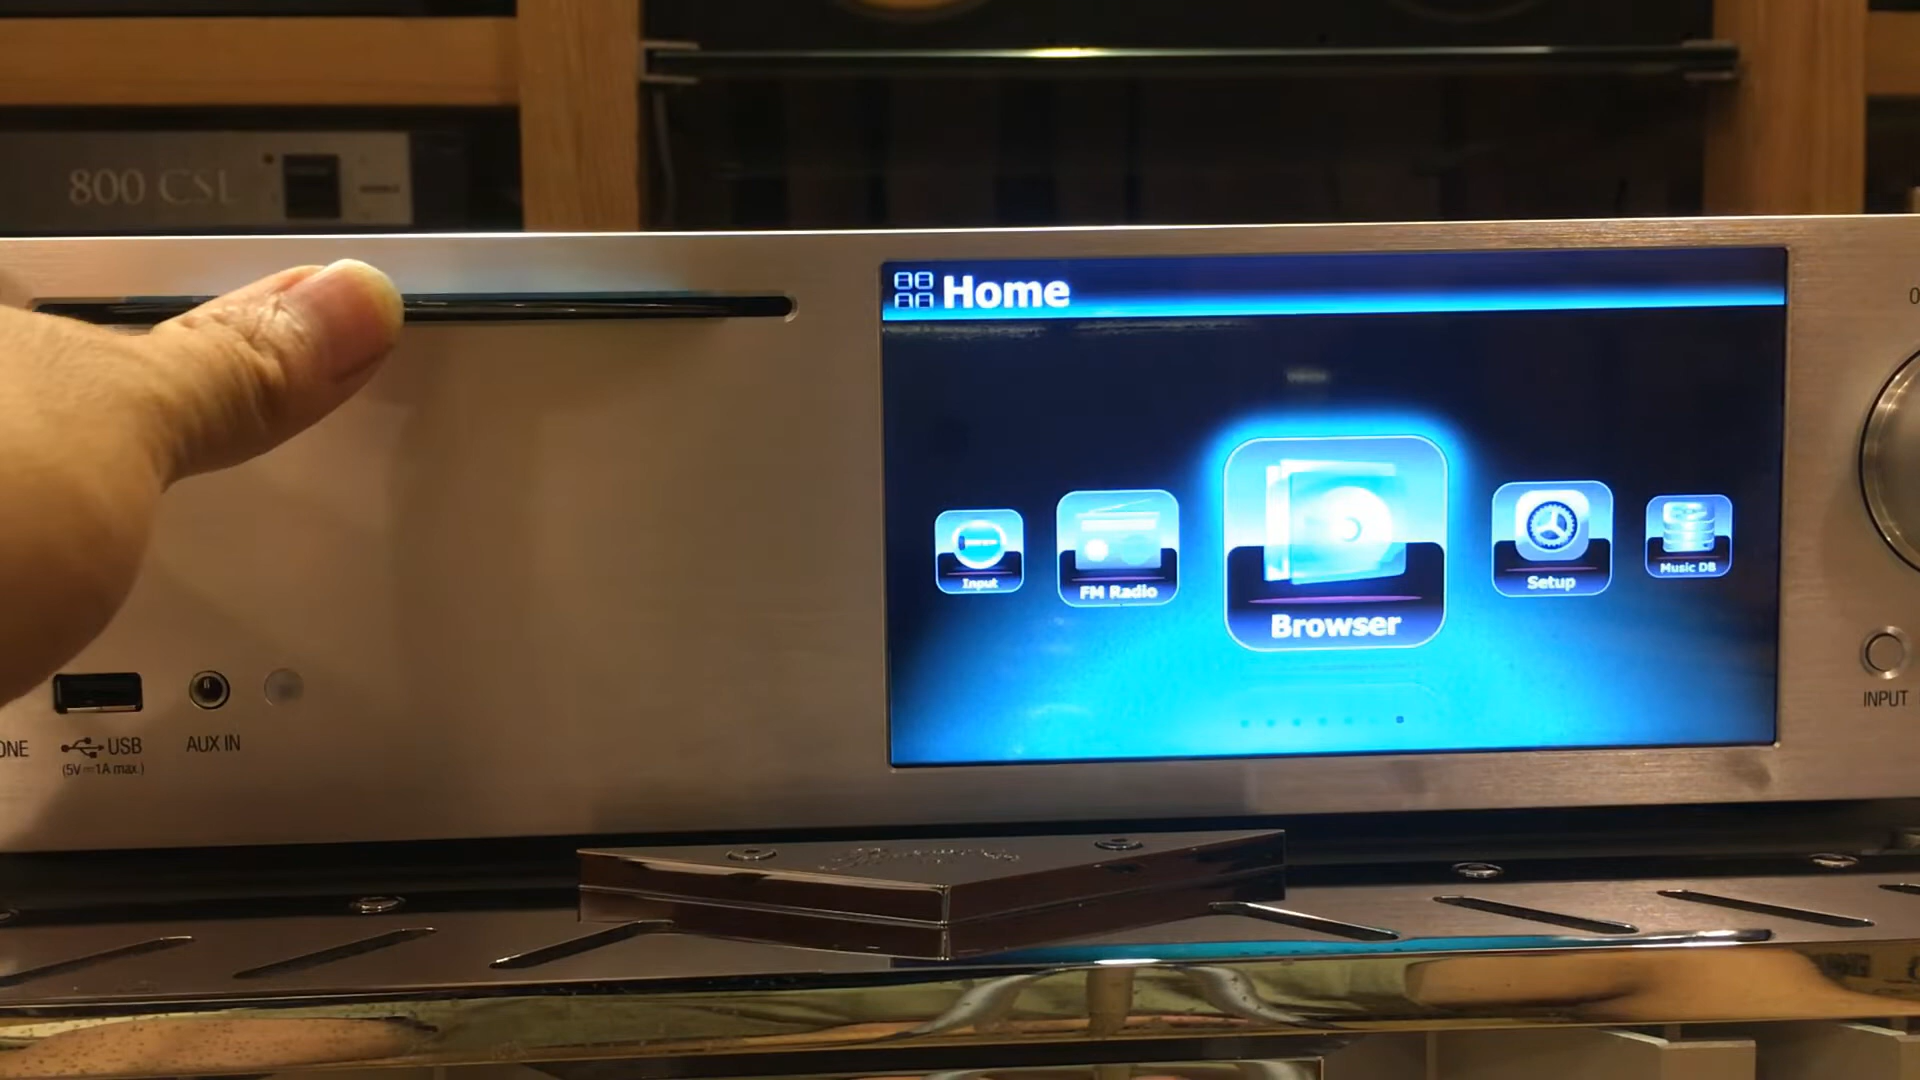 800 CSL
Home
Input
FM Radio
Browser
Setup
Music DB
INPUT
ONE
USB
AUX IN
(5V⎓1A max.)